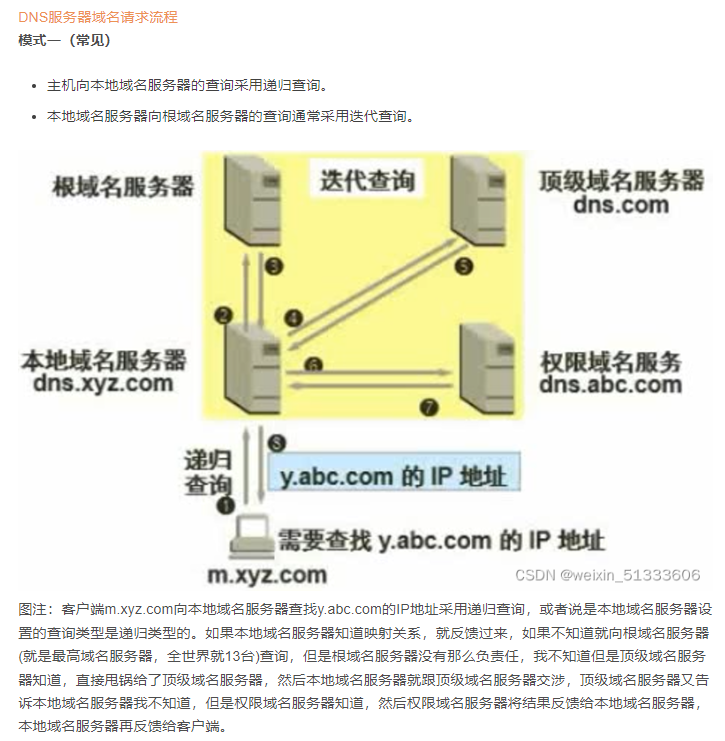 DNS服务器域名请求流程
模式一（常见）
主机向本地域名服务器的查询采用递归查询。
本地域名服务器向根域名服务器的查询通常采用迭代查询。
根域名服务器
迭代查询
顶级域名服务器
dns.com
❸
❺
❷
❹
本地域名服务器
dns.xyz.com
❻
权限域名服务
dns.abc.com
❼
❽
递归
查询
y.abc.com 的 IP 地址
❶
需要查找 y.abc.com 的 IP 地址
m.xyz.com
CSDN @weixin_51333606
图注：客户端m.xyz.com向本地域名服务器查找y.abc.com的IP地址采用递归查询，或者说是本地域名服务器设
置的查询类型是递归类型的。如果本地域名服务器知道映射关系，就反馈过来，如果不知道就向根域名服务器
(就是最高域名服务器，全世界就13台)查询，但是根域名服务器没有那么负责任，我不知道但是顶级域名服务
器知道，直接甩锅给了顶级域名服务器，然后本地域名服务器就跟顶级域名服务器交涉，顶级域名服务器又告
诉本地域名服务器我不知道，但是权限域名服务器知道，然后权限域名服务器将结果反馈给本地域名服务器，
本地域名服务器再反馈给客户端。